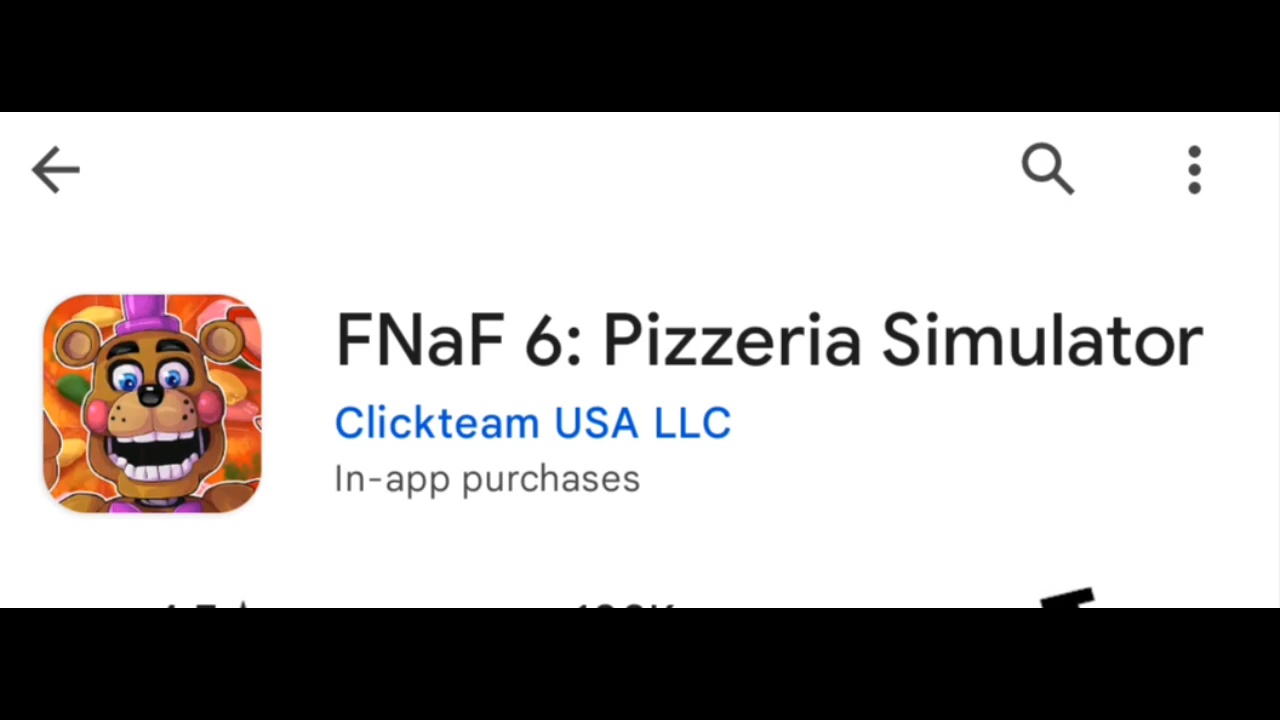 FNaF 6: Pizzeria Simulator
Clickteam USA LLC
In-app purchases